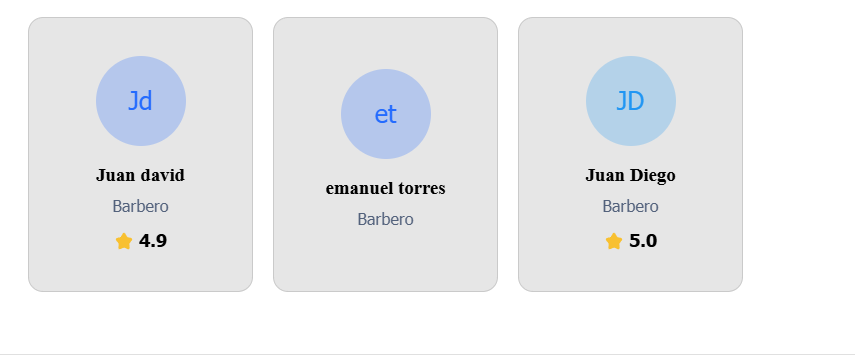 Jd
Juan david
Barbero
4.9
et
emanuel torres
Barbero
JD
Juan Diego
Barbero
5.0